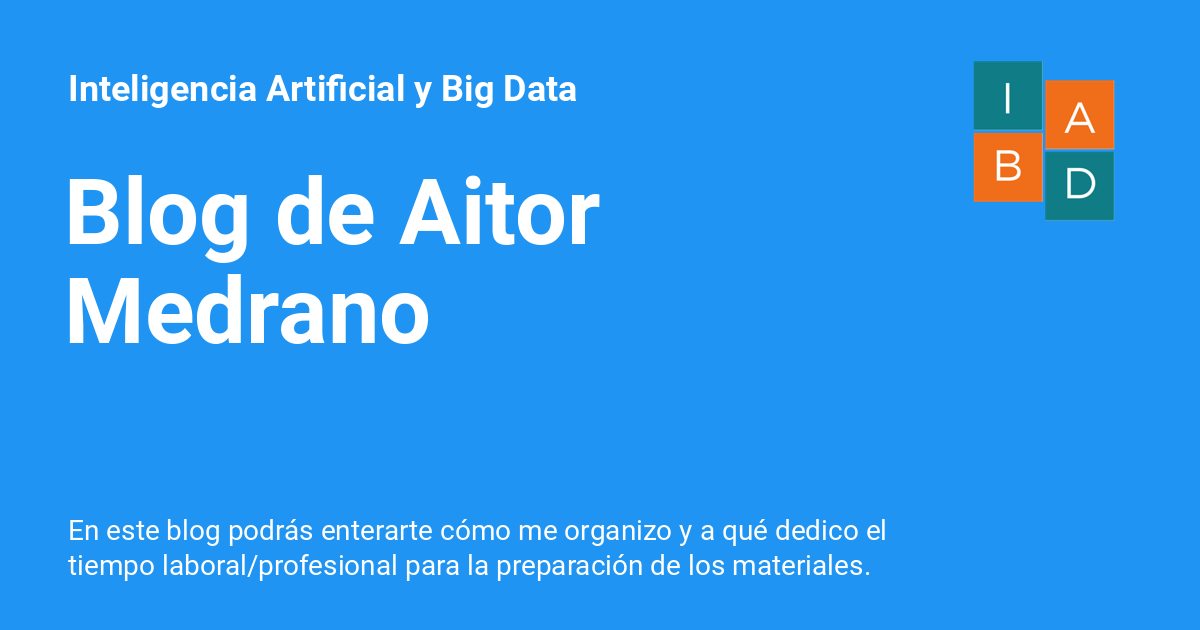 Inteligencia Artificial y Big Data
I
A
B
D
Blog de Aitor
Medrano
En este blog podrás enterarte cómo me organizo y a qué dedico el
tiempo laboral/profesional para la preparación de los materiales.